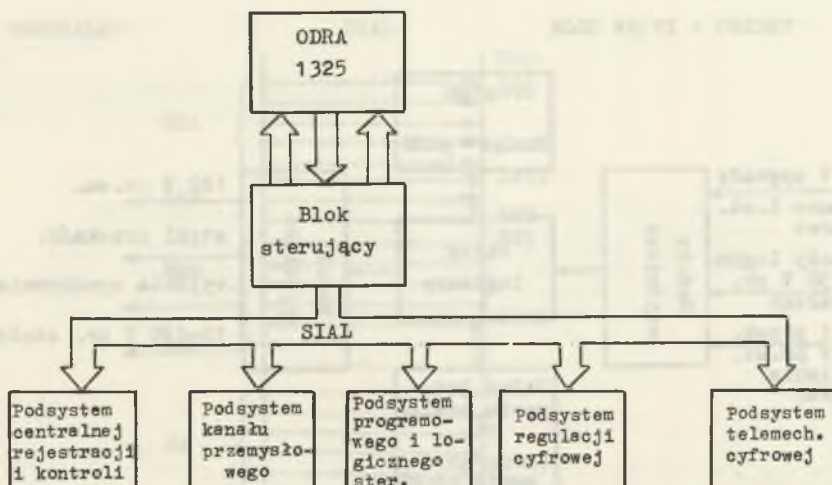 ODRA
1325
Blok
sterujący
SIAL
Podsystem
centralnej
rejestracji
i kontroli
Podsystem
kanału
przemysło-
wego
Podsystem
programo-
wego i lo-
gicznego
ster.
Podsystem
regulacji
cyfrowej
Podsystem
telemech.
cyfrowej